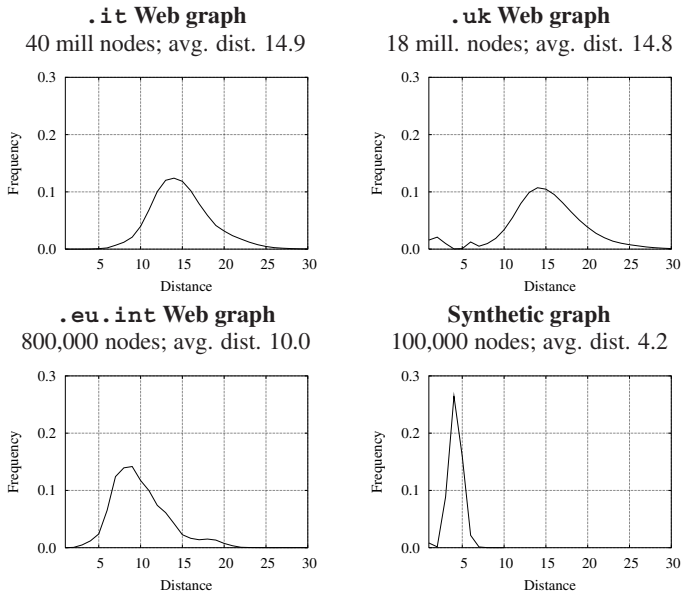 .it Web graph
40 mill nodes; avg. dist. 14.9
0.3
0.2
0.1
0.0
Frequency
5 10 15 20 25 30
Distance
.uk Web graph
18 mill. nodes; avg. dist. 14.8
0.3
0.2
0.1
0.0
Frequency
5 10 15 20 25 30
Distance
.eu.int Web graph
800,000 nodes; avg. dist. 10.0
0.3
0.2
0.1
0.0
Frequency
5 10 15 20 25 30
Distance
Synthetic graph
100,000 nodes; avg. dist. 4.2
0.3
0.2
0.1
0.0
Frequency
5 10 15 20 25 30
Distance